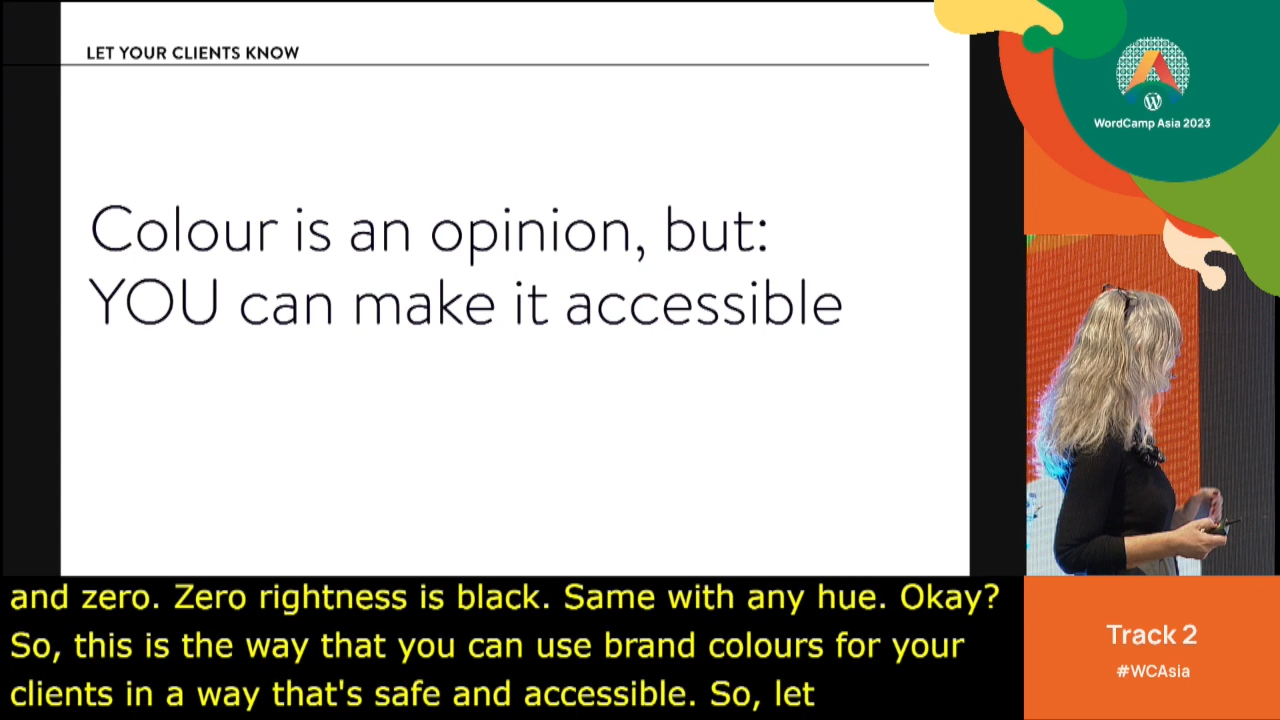 LET YOUR CLIENTS KNOW
Colour is an opinion, but:
YOU can make it accessible
WordCamp Asia 2023
and zero. Zero rightness is black. Same with any hue. Okay?
So, this is the way that you can use brand colours for your
clients in a way that's safe and accessible. So, let
Track 2
#WCAsia